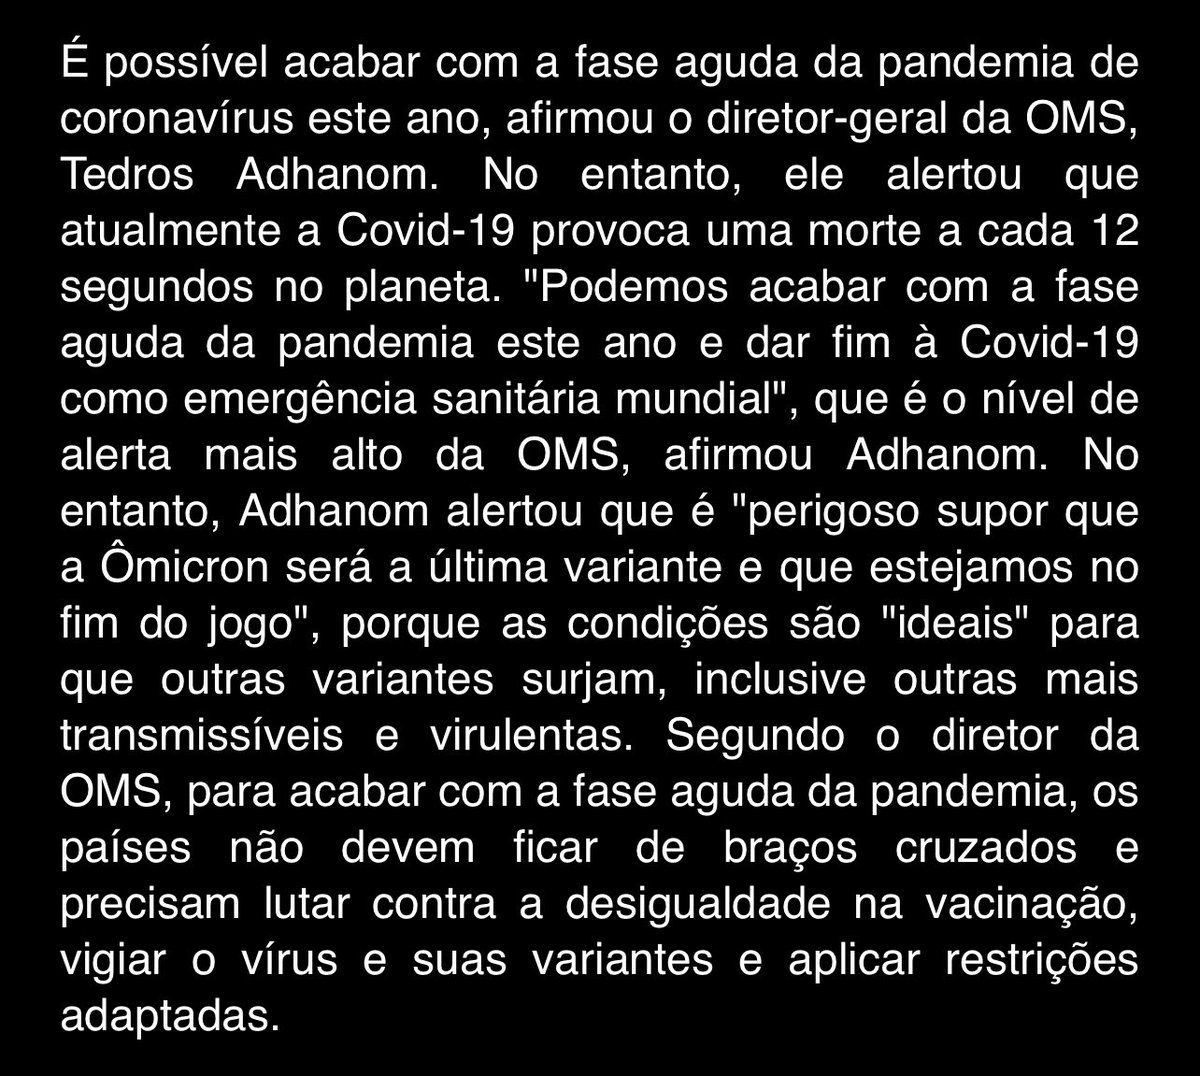 É possível acabar com a fase aguda da pandemia de
coronavírus este ano, afirmou o diretor-geral da OMS,
Tedros Adhanom. No entanto, ele alertou que
atualmente a Covid-19 provoca uma morte a cada 12
segundos no planeta. "Podemos acabar com a fase
aguda da pandemia este ano e dar fim à Covid-19
como emergência sanitária mundial", que é o nível de
alerta mais alto da OMS, afirmou Adhanom. No
entanto, Adhanom alertou que é "perigoso supor que
a Ômicron será a última variante e que estejamos no
fim do jogo", porque as condições são "ideais" para
que outras variantes surjam, inclusive outras mais
transmissíveis e virulentas. Segundo o diretor da
OMS, para acabar com a fase aguda da pandemia, os
países não devem ficar de braços cruzados e
precisam lutar contra a desigualdade na vacinação,
vigiar o vírus e suas variantes e aplicar restrições
adaptadas.